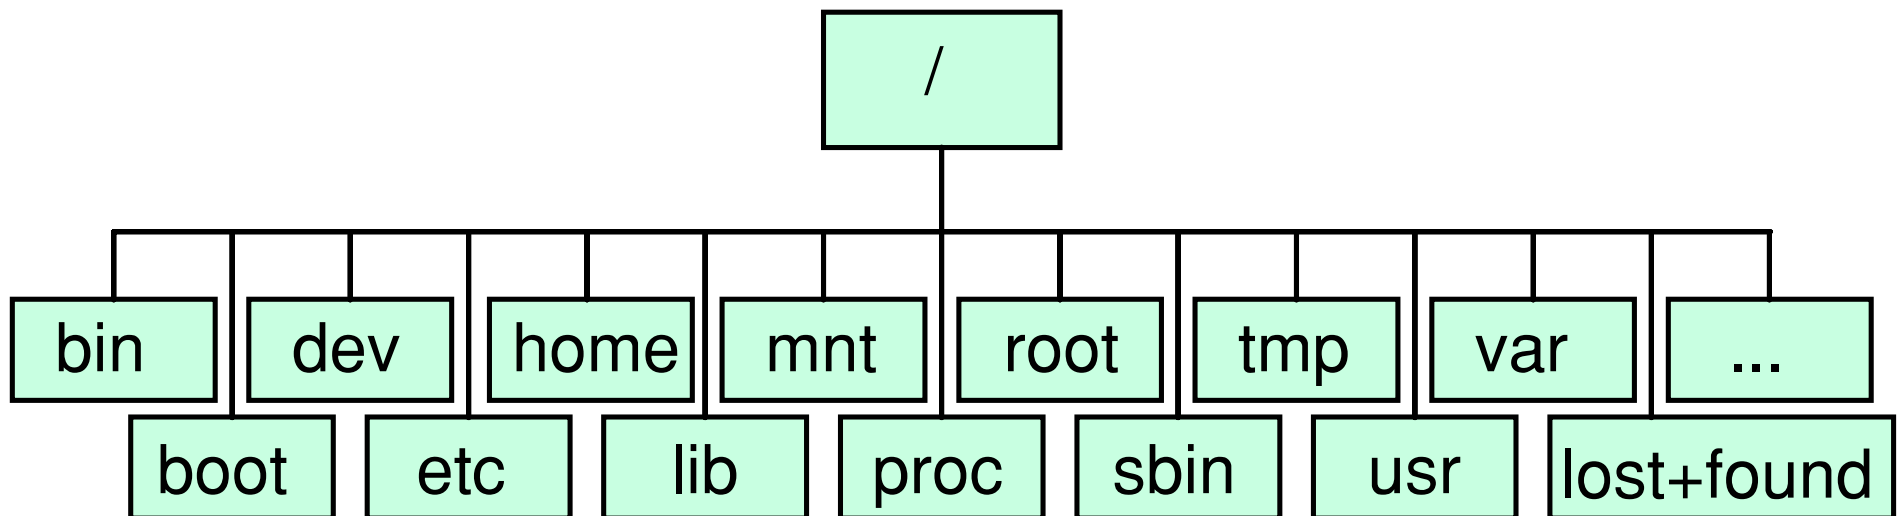 /
bin dev home mnt root tmp var ...
boot etc lib proc sbin usr lost+found